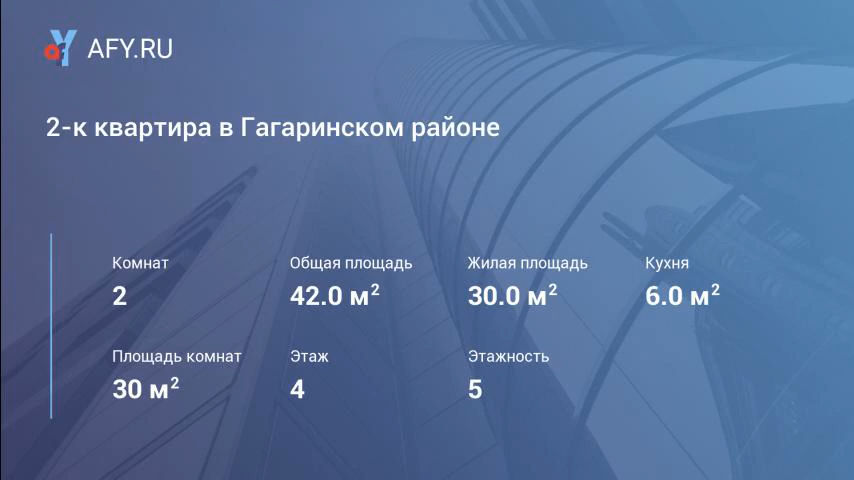 AFY.RU
2-к квартира в Гагаринском районе
Комнат
2
Общая площадь
42.0 м²
Жилая площадь
30.0 м²
Кухня
6.0 м²
Площадь комнат
30 м²
Этаж
4
Этажность
5